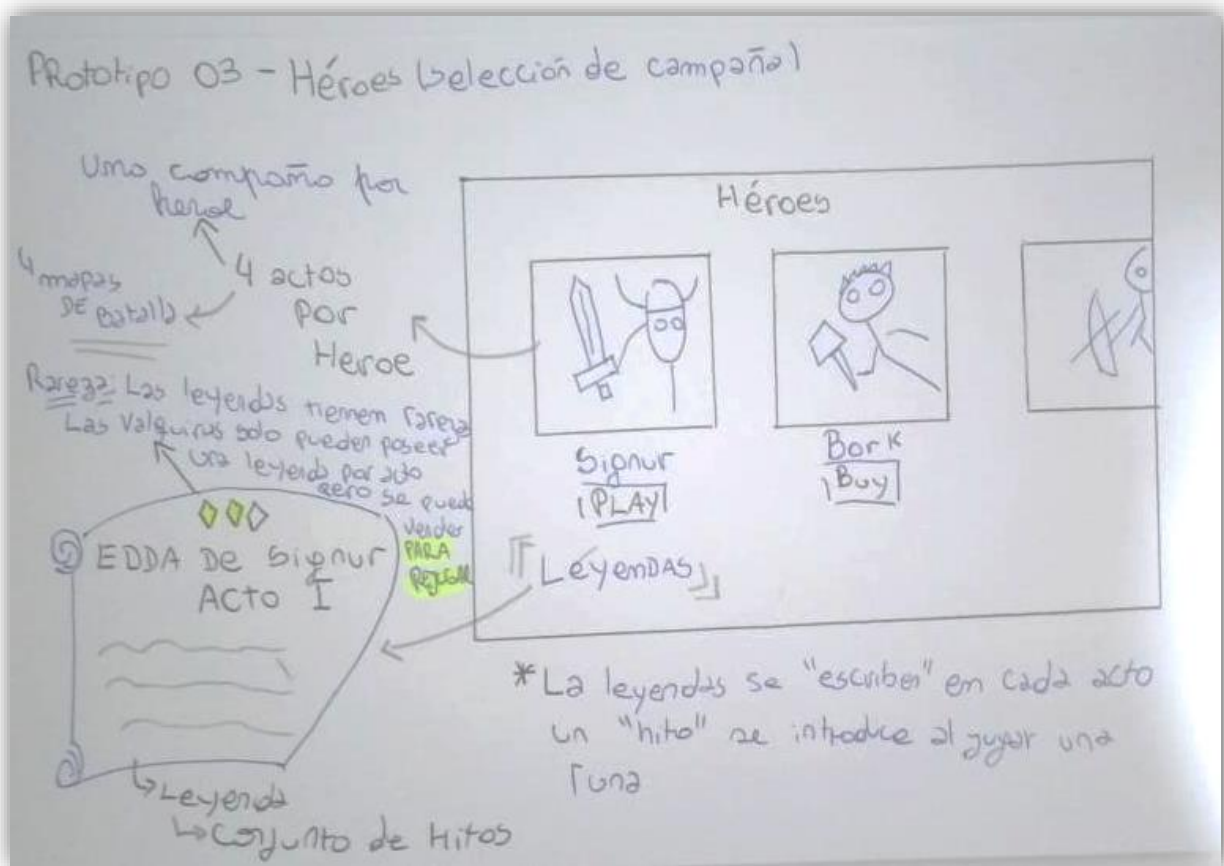 PRototipo 03 - Héroes (selección de campaña)
Una campaña por
heroe
4 mapas
DE Batalla
4 actos
por
Heroe
Rareza: Las leyendas tienen rareza
Las Valquirias solo pueden poseer
una leyenda por acto
pero se puede
vender
PARA
EDDA De Signur
ACTO I
Leyenda
Conjunto de Hitos
Héroes
Signur
PLAY
Bork
Buy
LeyenDAS
*La leyendas se "escriben" en cada acto
un "hito" se introduce al jugar una
runa